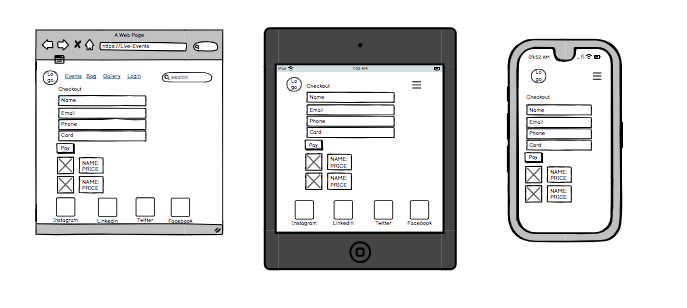 A Web Page
https://Live-Events
Lo
go
Events Bag Gallery Login
search
Checkout
Name
Email
Phone
Card
Pay
NAME:
PRICE
NAME:
PRICE
Instagram Linkedin Twitter Facebook
iPad 7:52 AM
Lo
go
Checkout
Name
Email
Phone
Card
Pay
NAME:
PRICE
NAME:
PRICE
Instagram Linkedin Twitter Facebook
09:52 AM
Lo
go
Checkout
Name
Email
Phone
Card
Pay
NAME:
PRICE
NAME:
PRICE